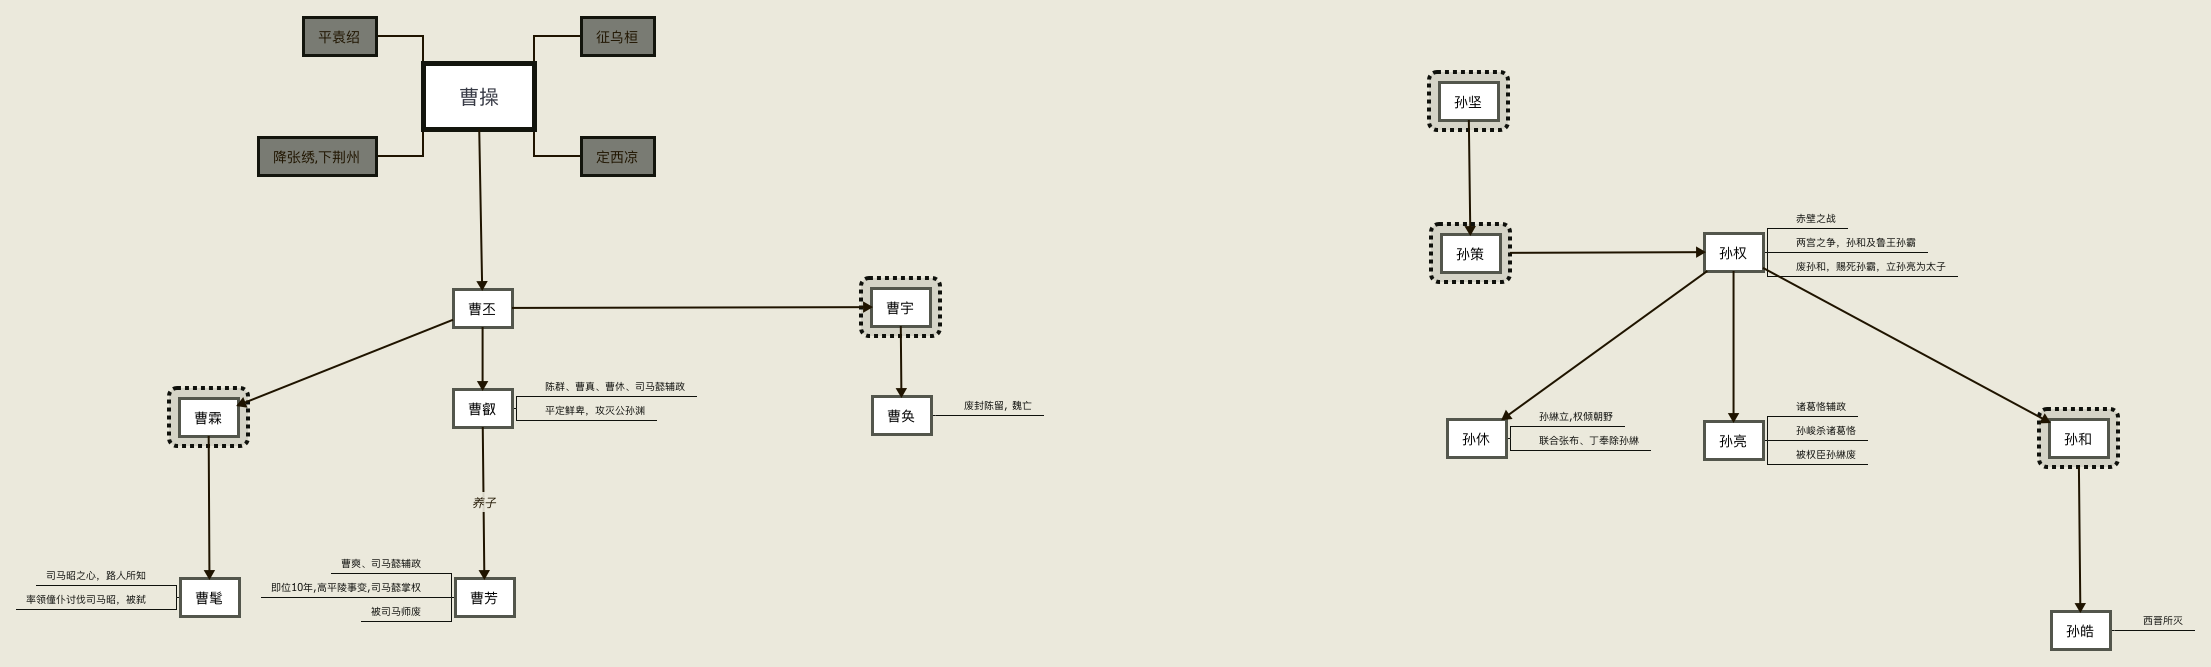 平袁绍
征乌桓
曹操
降张绣,下荆州
定西凉
曹丕
曹宇
曹霖
曹叡
陈群、曹真、曹休、司马懿辅政
平定鲜卑，攻灭公孙渊
曹奂
废封陈留, 魏亡
养子
司马昭之心，路人所知
率领僮仆讨伐司马昭，被弑
曹髦
曹爽、司马懿辅政
即位10年,高平陵事变,司马懿掌权
被司马师废
曹芳
孙坚
孙策
孙权
赤壁之战
两宫之争，孙和及鲁王孙霸
废孙和，赐死孙霸，立孙亮为太子
孙休
孙綝立,权倾朝野
联合张布、丁奉除孙綝
孙亮
诸葛恪辅政
孙峻杀诸葛恪
被权臣孙綝废
孙和
孙皓
西晋所灭